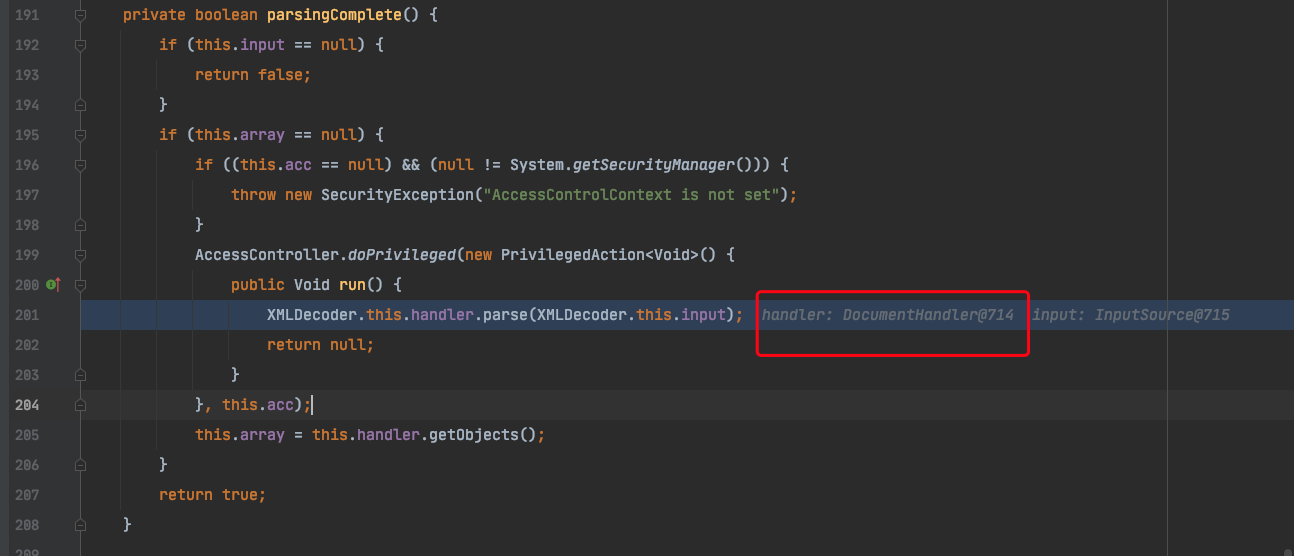 191 private boolean parsingComplete() {
192 if (this.input == null) {
193 return false;
194 }
195 if (this.array == null) {
196 if ((this.acc == null) && (null != System.getSecurityManager())) {
197 throw new SecurityException("AccessControlContext is not set");
198 }
199 AccessController.doPrivileged(new PrivilegedAction<Void>() {
200 public Void run() {
201 XMLDecoder.this.handler.parse(XMLDecoder.this.input); handler: DocumentHandler@714 input: InputSource@715
202 return null;
203 }
204 }, this.acc);
205 this.array = this.handler.getObjects();
206 }
207 return true;
208 }
209